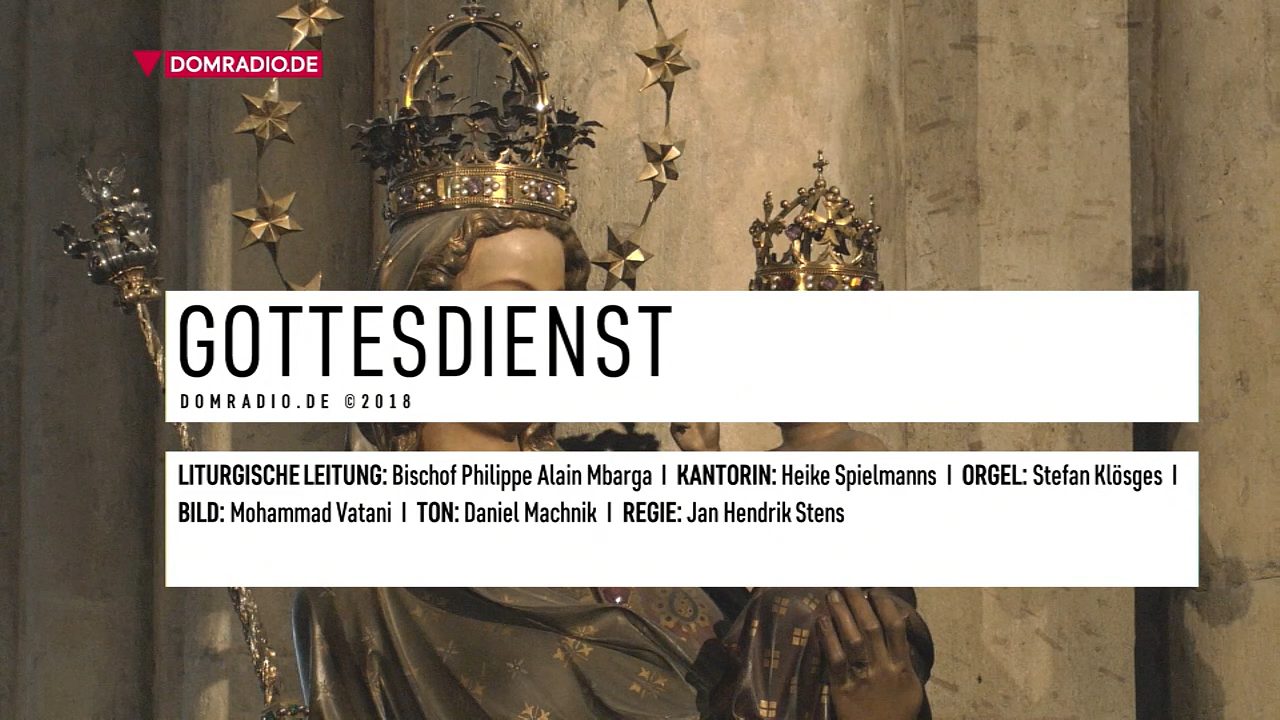 DOMRADIO.DE
GOTTESDIENST
DOMRADIO.DE ©2018
LITURGISCHE LEITUNG: Bischof Philippe Alain Mbarga I KANTORIN: Heike Spielmanns I ORGEL: Stefan Klösges I
BILD: Mohammad Vatani I TON: Daniel Machnik I REGIE: Jan Hendrik Stens